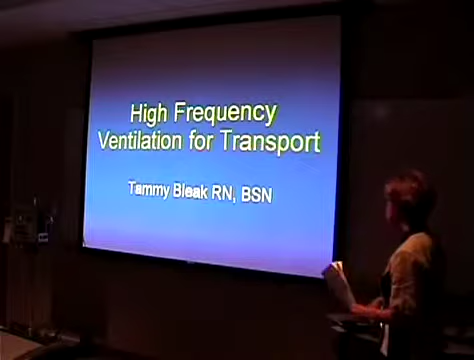 High Frequency
Ventilation for Transport
Tammy Bleak RN, BSN